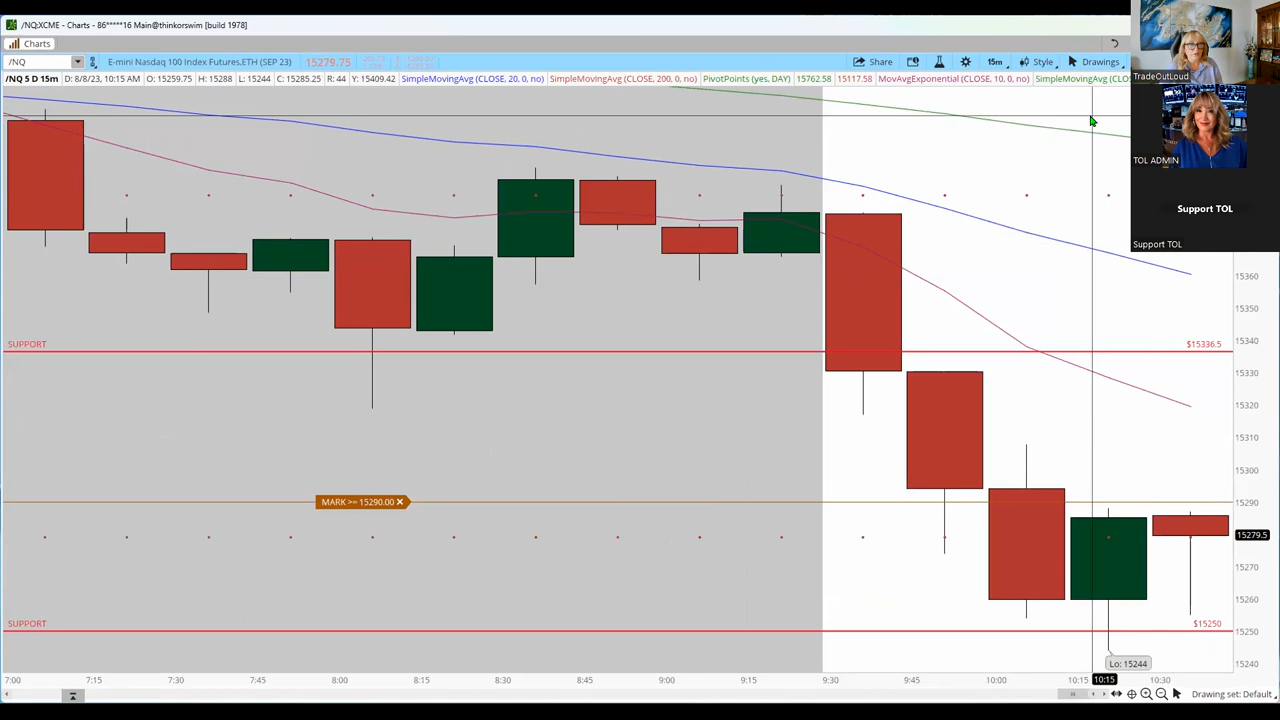 /NQ:XCME - Charts - 86*****16 Main@thinkorswim [build 1978]
Charts
/NQ
E-mini Nasdaq 100 Index Futures,ETH (SEP 23)
15279.75
Share
15m
Style
Drawings
/NQ 5 D 15m
D: 8/8/23, 10:15 AM
O: 15259.75
H: 15288
L: 15244
C: 15285.25
R: 44
Y: 15409.42
SimpleMovingAvg (CLOSE, 20, 0, no)
SimpleMovingAvg (CLOSE, 200, 0, no)
PivotPoints (yes, DAY)
15762.58
15117.58
MovAvgExponential (CLOSE, 10, 0, no)
SimpleMovingAvg (CLOS
TradeOutLoud
TOL ADMIN
Support TOL
Support TOL
15360
15350
SUPPORT
$15336.5
15340
15330
15320
15310
15300
MARK >= 15290.00
15290
15279.5
15270
15260
SUPPORT
$15250
15250
Lo: 15244
15240
7:00
7:15
7:30
7:45
8:00
8:15
8:30
8:45
9:00
9:15
9:30
9:45
10:00
10:15
10:15
10:30
Drawing set: Default